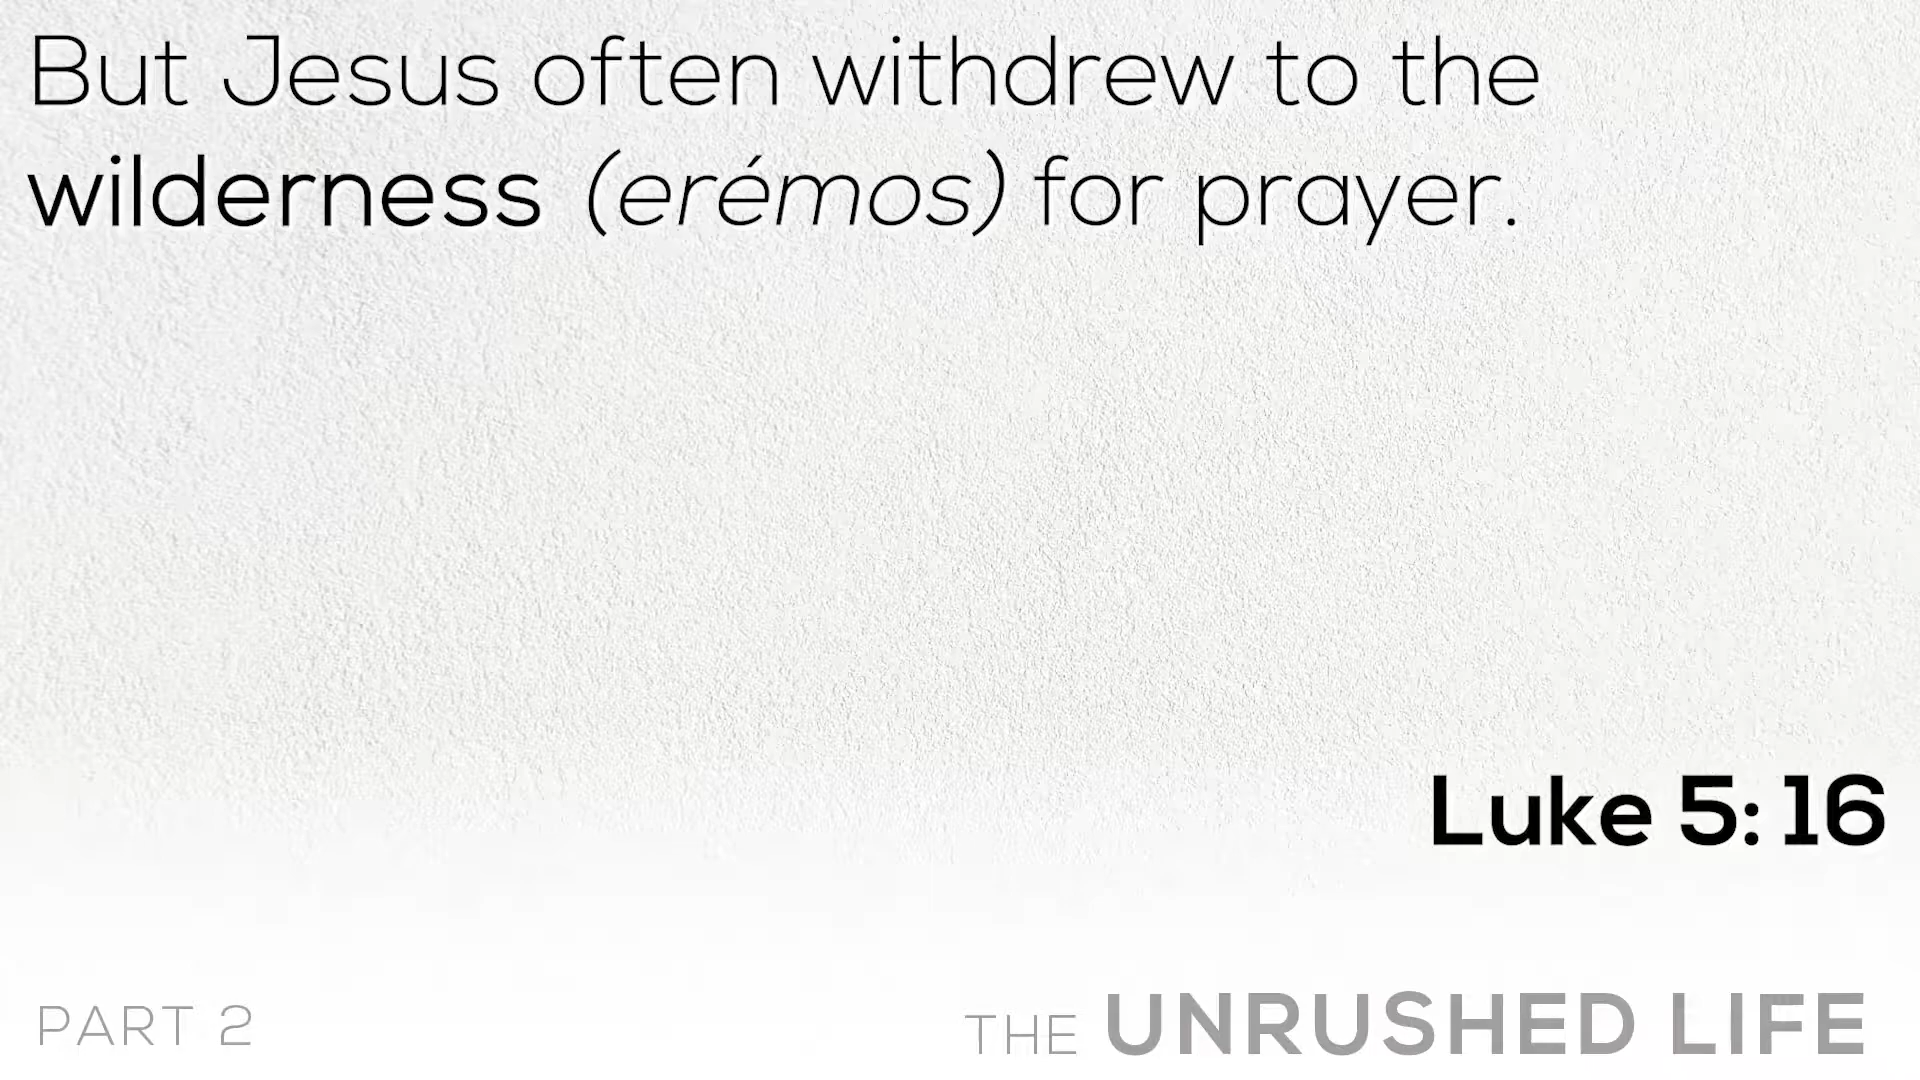 But Jesus often withdrew to the
wilderness (erémos) for prayer.
Luke 5: 16
PART 2
THE UNRUSHED LIFE